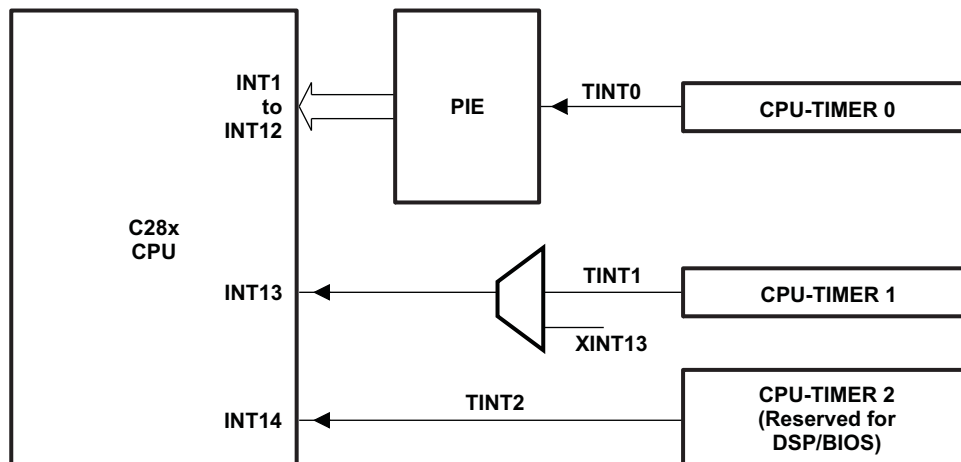 INT1
to
INT12
PIE
TINT0
CPU-TIMER 0
C28x
CPU
INT13
TINT1
CPU-TIMER 1
XINT13
INT14
TINT2
CPU-TIMER 2
(Reserved for
DSP/BIOS)